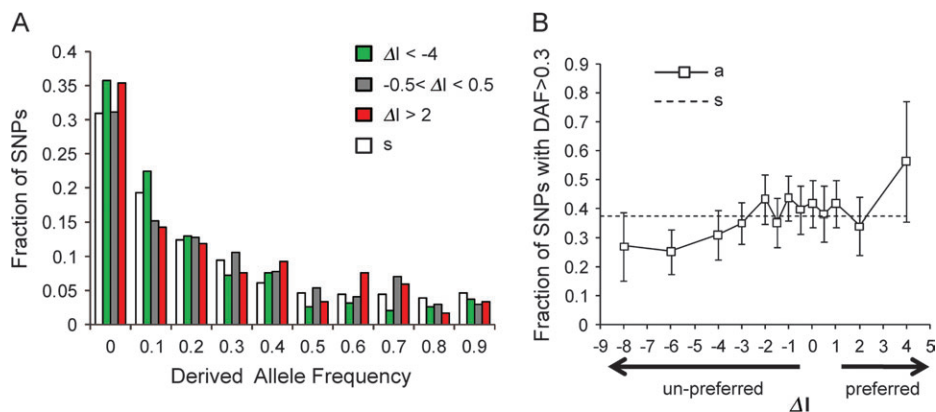 A
B
Fraction of SNPs
0.4
0.35
0.3
0.25
0.2
0.15
0.1
0.05
0
ΔI < -4
-0.5< ΔI < 0.5
ΔI > 2
s
0 0.1 0.2 0.3 0.4 0.5 0.6 0.7 0.8 0.9
Derived Allele Frequency
Fraction of SNPs with DAF>0.3
0.9
0.8
0.7
0.6
0.5
0.4
0.3
0.2
0.1
0
a
s
-9 -8 -7 -6 -5 -4 -3 -2 -1 0 1 2 3 4 5
un-preferred preferred
ΔI